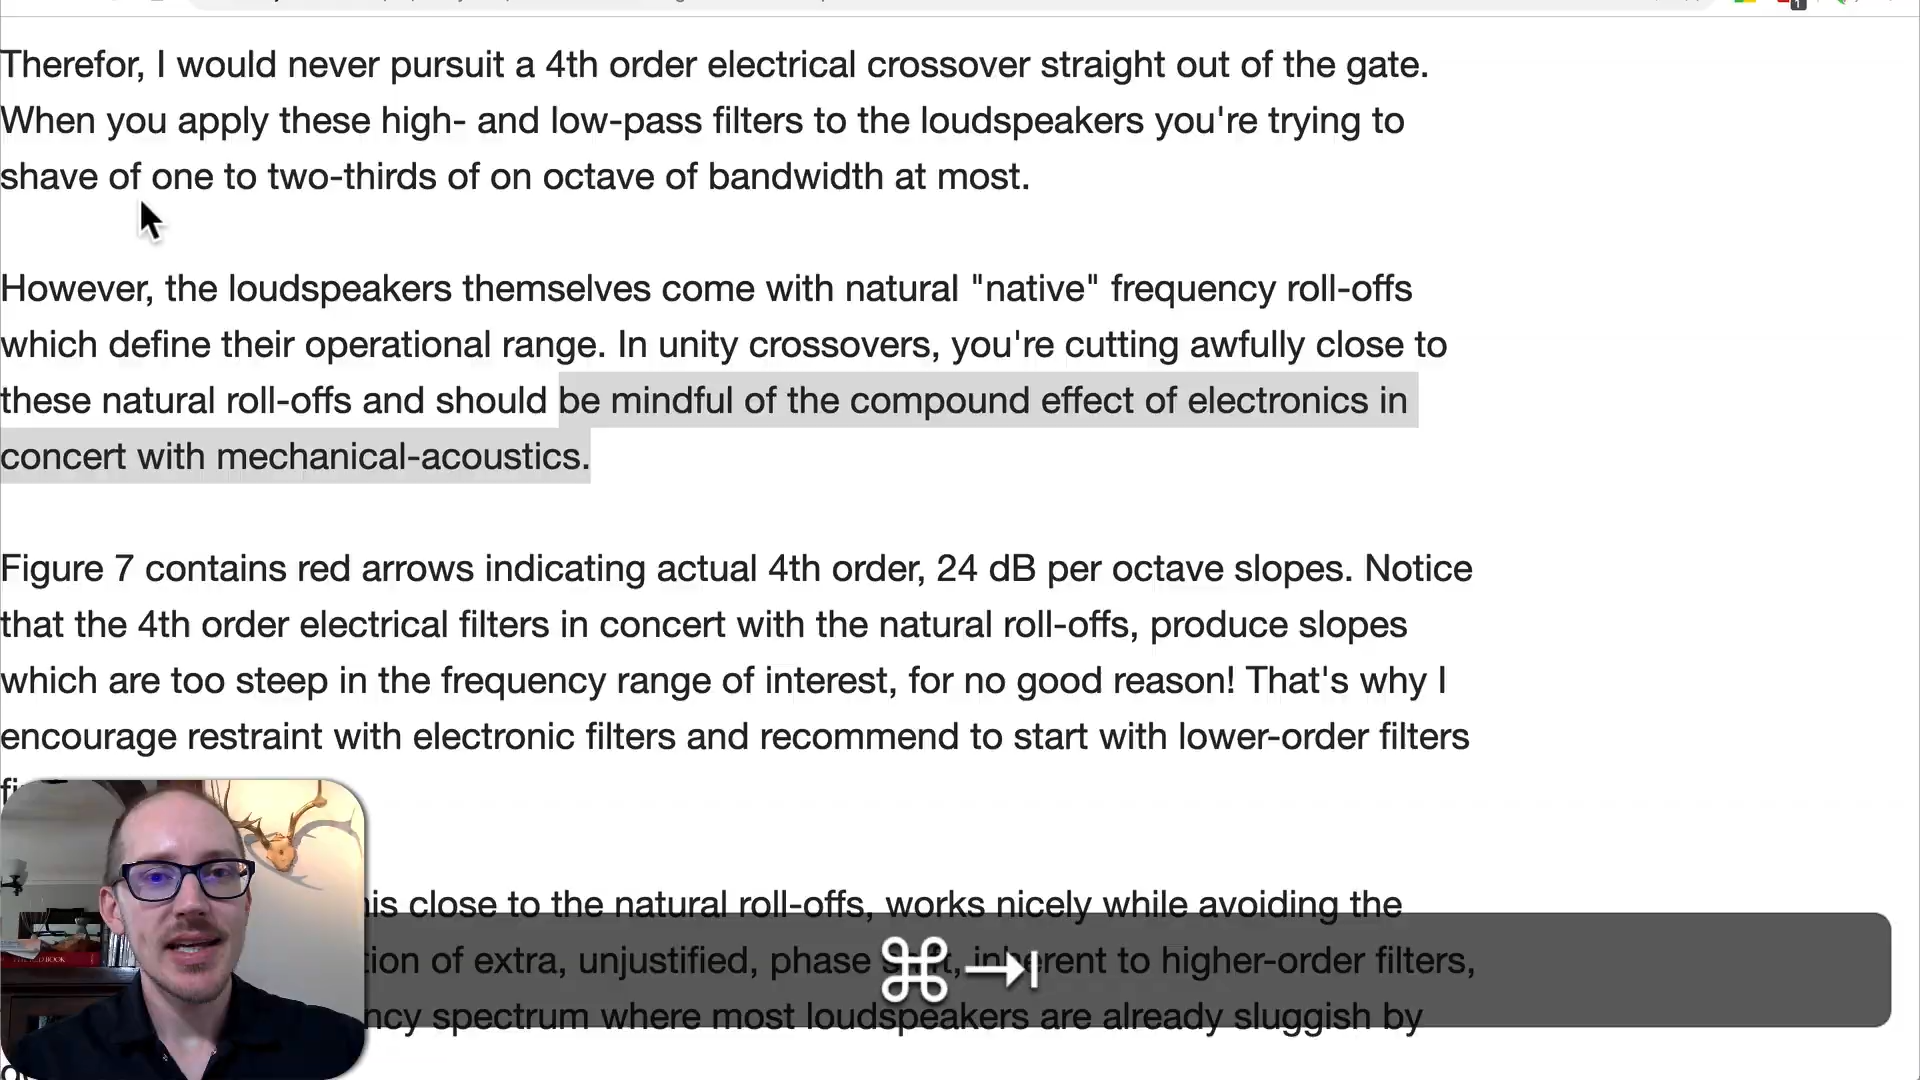 Therefor, I would never pursuit a 4th order electrical crossover straight out of the gate.
When you apply these high- and low-pass filters to the loudspeakers you're trying to
shave of one to two-thirds of on octave of bandwidth at most.
However, the loudspeakers themselves come with natural "native" frequency roll-offs
which define their operational range. In unity crossovers, you're cutting awfully close to
these natural roll-offs and should be mindful of the compound effect of electronics in
concert with mechanical-acoustics.
Figure 7 contains red arrows indicating actual 4th order, 24 dB per octave slopes. Notice
that the 4th order electrical filters in concert with the natural roll-offs, produce slopes
which are too steep in the frequency range of interest, for no good reason! That's why I
encourage restraint with electronic filters and recommend to start with lower-order filters
close to the natural roll-offs, works nicely while avoiding the
of extra, unjustified, phase inherent to higher-order filters,
spectrum where most loudspeakers are already sluggish by
⌘⇥